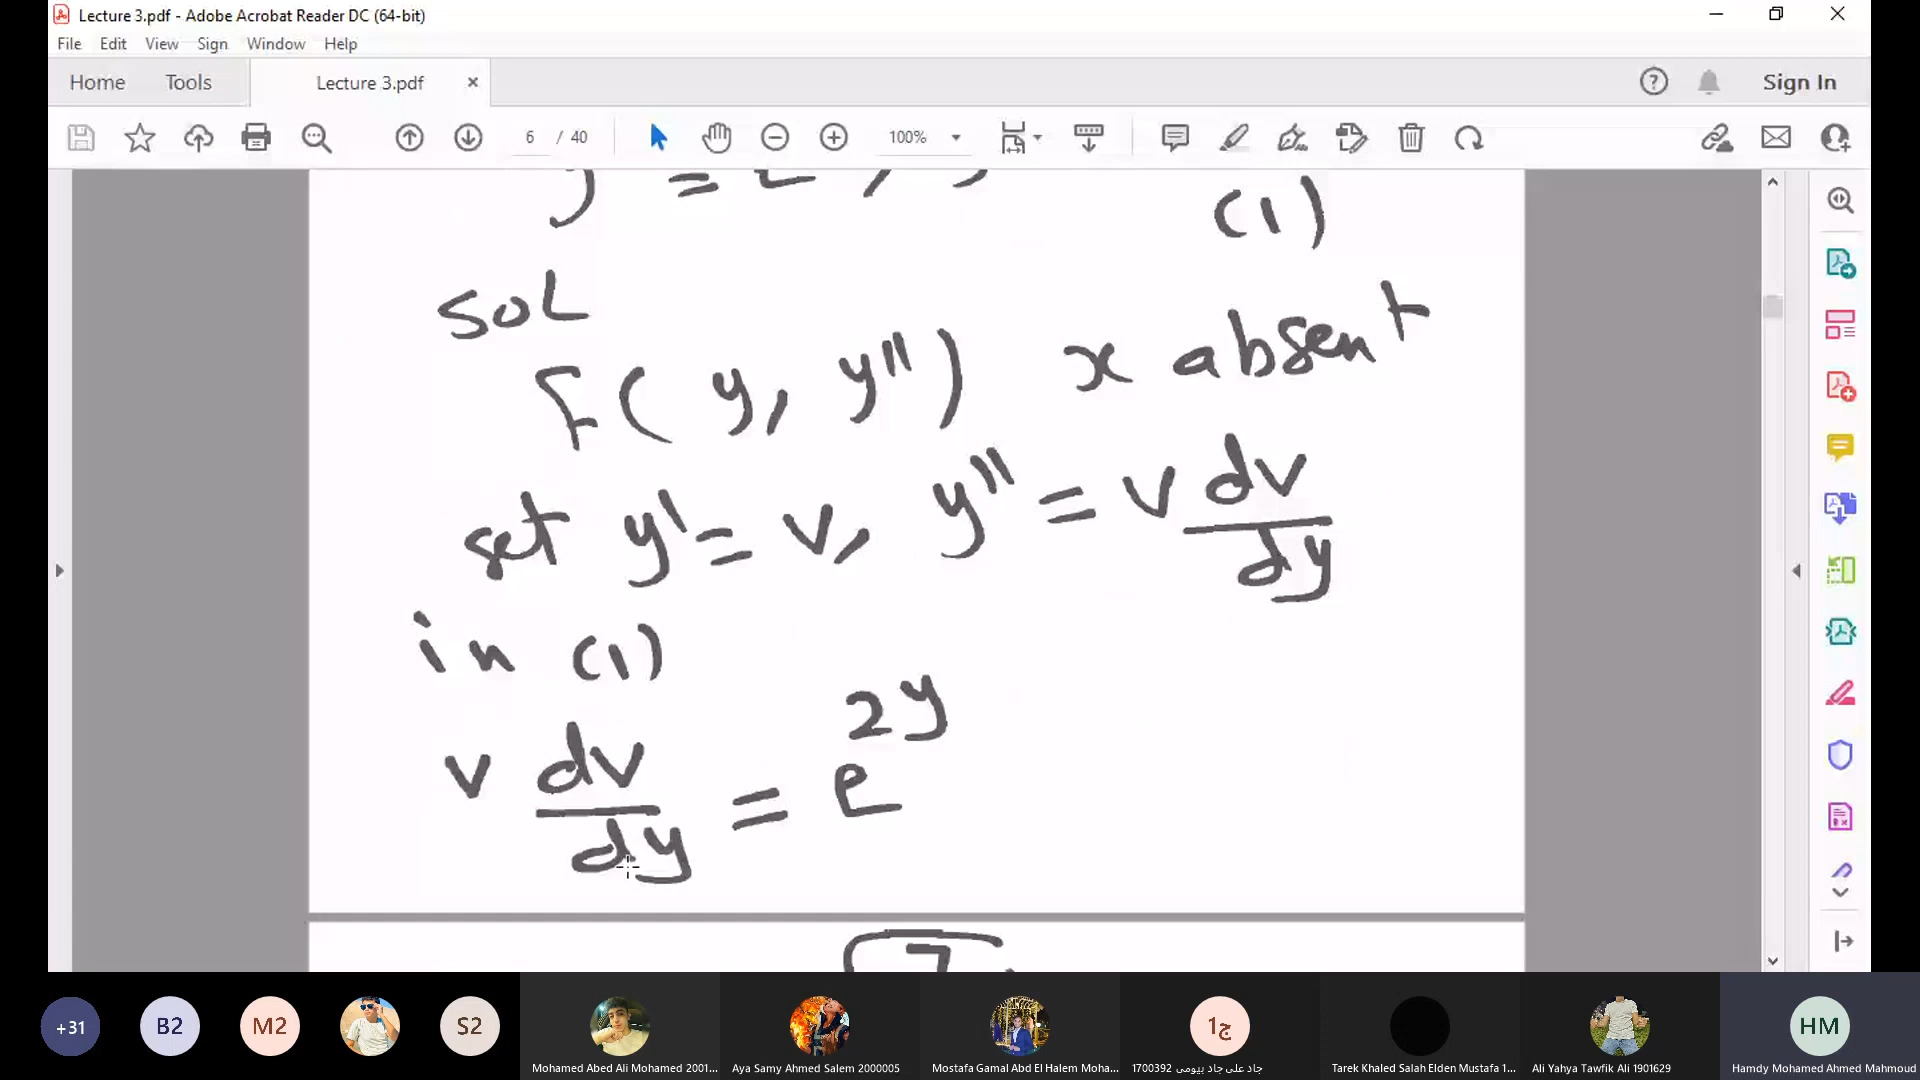 Lecture 3.pdf - Adobe Acrobat Reader DC (64-bit)
File Edit View Sign Window Help
Home Tools Lecture 3.pdf × Sign In
6 / 40 100%
(1)
SOL
F( y, y'' ) x absent
set y' = v, y'' = v dv/dy
in (1)
v dv/dy = e^2y
7
+31 B2 M2 S2 ج1 HM
Mohamed Abed Ali Mohamed 2001...
Aya Samy Ahmed Salem 2000005
Mostafa Gamal Abd El Halem Moha...
جاد على جاد بيومى 1700392
Tarek Khaled Salah Elden Mustafa 1...
Ali Yahya Tawfik Ali 1901629
Hamdy Mohamed Ahmed Mahmoud